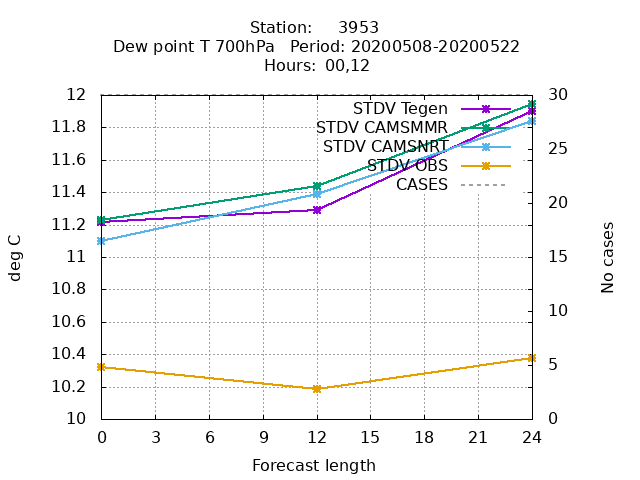 Station: 3953
Dew point T 700hPa Period: 20200508-20200522
Hours: 00,12
STDV Tegen
STDV CAMSMMR
STDV CAMSNRT
STDV OBS
CASES
12
11.8
11.6
11.4
11.2
11
10.8
10.6
10.4
10.2
10
30
25
20
15
10
5
0
deg C
No cases
0 3 6 9 12 15 18 21 24
Forecast length